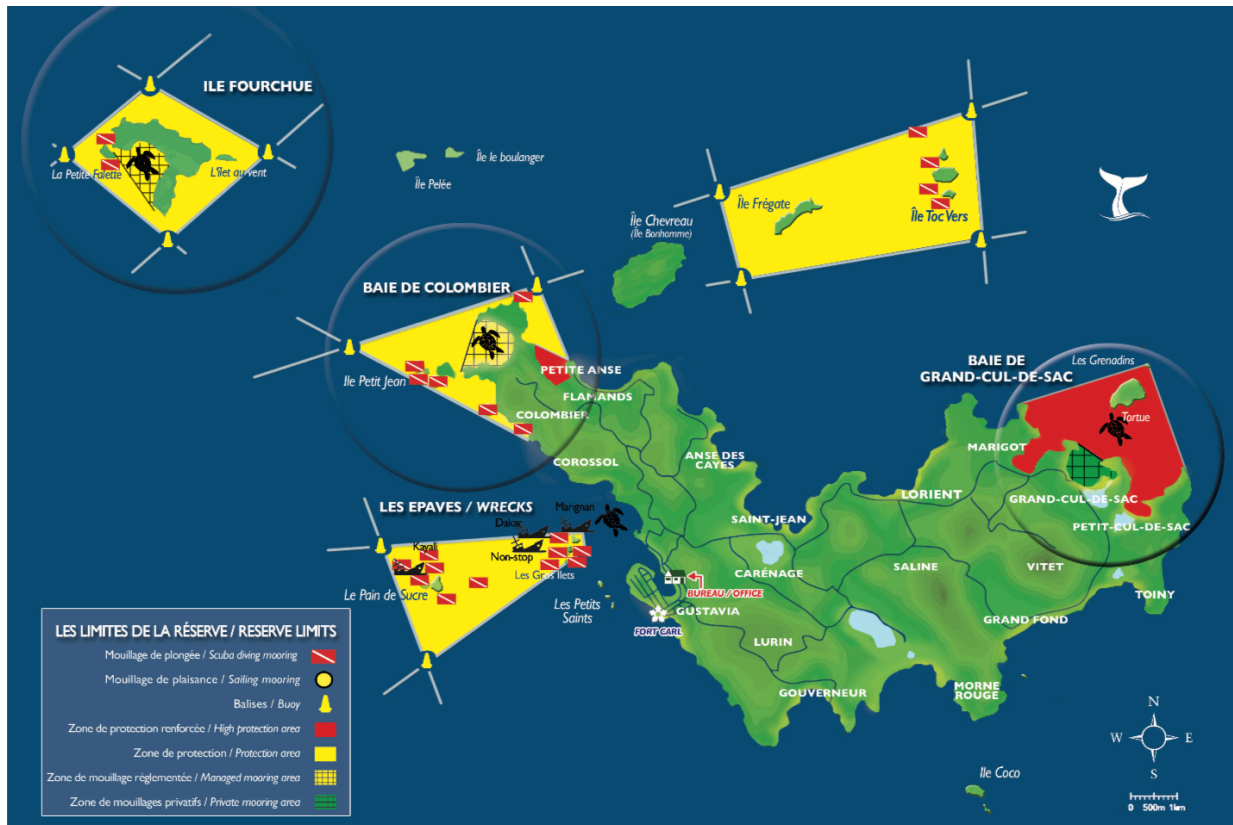 ILE FOURCHUE
La Petite Falette
L'îlet au vent
Île le boulanger
Île Pelée
Île Chevreau
(Île Bonhomme)
Île Frégate
Île Toc Vers
BAIE DE COLOMBIER
Ile Petit Jean
PETITE ANSE
FLAMANDS
COLOMBIER
COROSSOL
ANSE DES
CAYES
BAIE DE
GRAND-CUL-DE-SAC
Les Grenadins
Tortue
MARIGOT
LORIENT
GRAND-CUL-DE-SAC
PETIT-CUL-DE-SAC
SAINT-JEAN
LES EPAVES / WRECKS
Marignan
Dakar
Kayali
Non-stop
Les Gros Ilets
Le Pain de Sucre
Les Petits
Saints
CARÉNAGE
BUREAU / OFFICE
GUSTAVIA
FORT CARL
SALINE
VITET
TOINY
GRAND FOND
LURIN
GOUVERNEUR
MORNE
ROUGE
Ile Coco
LES LIMITES DE LA RÉSERVE / RESERVE LIMITS
Mouillage de plongée / Scuba diving mooring
Mouillage de plaisance / Sailing mooring
Balises / Buoy
Zone de protection renforcée / High protection area
Zone de protection / Protection area
Zone de mouillage réglementée / Managed mooring area
Zone de mouillages privatifs / Private mooring area
N
W E
S
0 500m 1km